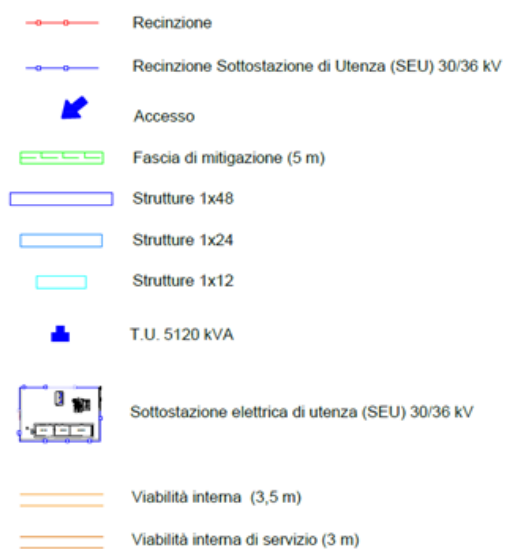 Recinzione
Recinzione Sottostazione di Utenza (SEU) 30/36 kV
Accesso
Fascia di mitigazione (5 m)
Strutture 1x48
Strutture 1x24
Strutture 1x12
T.U. 5120 kVA
Sottostazione elettrica di utenza (SEU) 30/36 kV
Viabilità interna (3,5 m)
Viabilità interna di servizio (3 m)